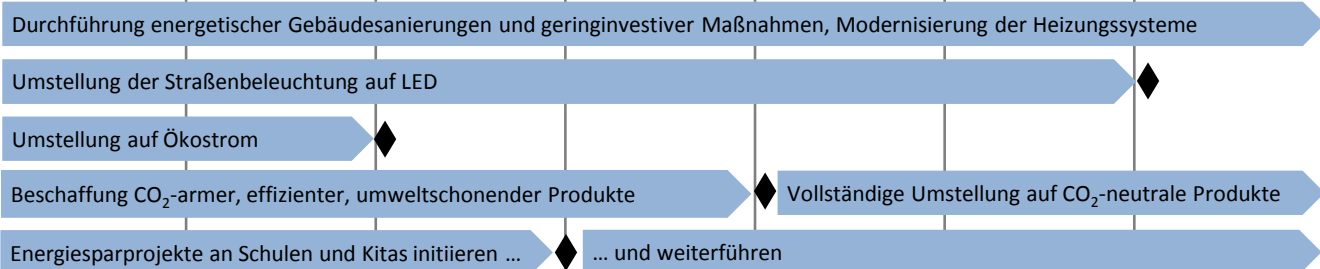 Durchführung energetischer Gebäudesanierungen und geringinvestiver Maßnahmen, Modernisierung der Heizungssysteme
Umstellung der Straßenbeleuchtung auf LED
Umstellung auf Ökostrom
Beschaffung CO₂-armer, effizienter, umweltschonender Produkte
Vollständige Umstellung auf CO₂-neutrale Produkte
Energiesparprojekte an Schulen und Kitas initiieren ...
... und weiterführen